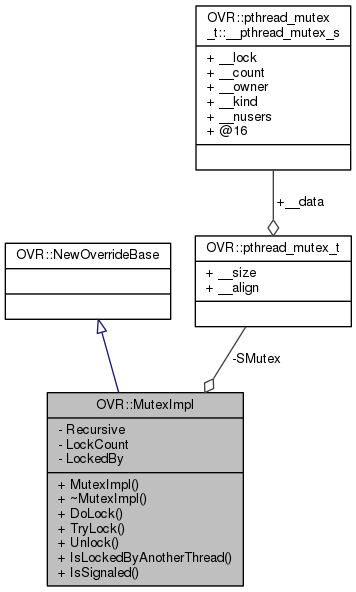 OVR::pthread_mutex
_t::__pthread_mutex_s
+ __lock
+ __count
+ __owner
+ __kind
+ __nusers
+ @16
+__data
OVR::NewOverrideBase
OVR::pthread_mutex_t
+ __size
+ __align
-SMutex
OVR::MutexImpl
- Recursive
- LockCount
- LockedBy
+ MutexImpl()
+ ~MutexImpl()
+ DoLock()
+ TryLock()
+ Unlock()
+ IsLockedByAnotherThread()
+ IsSignaled()